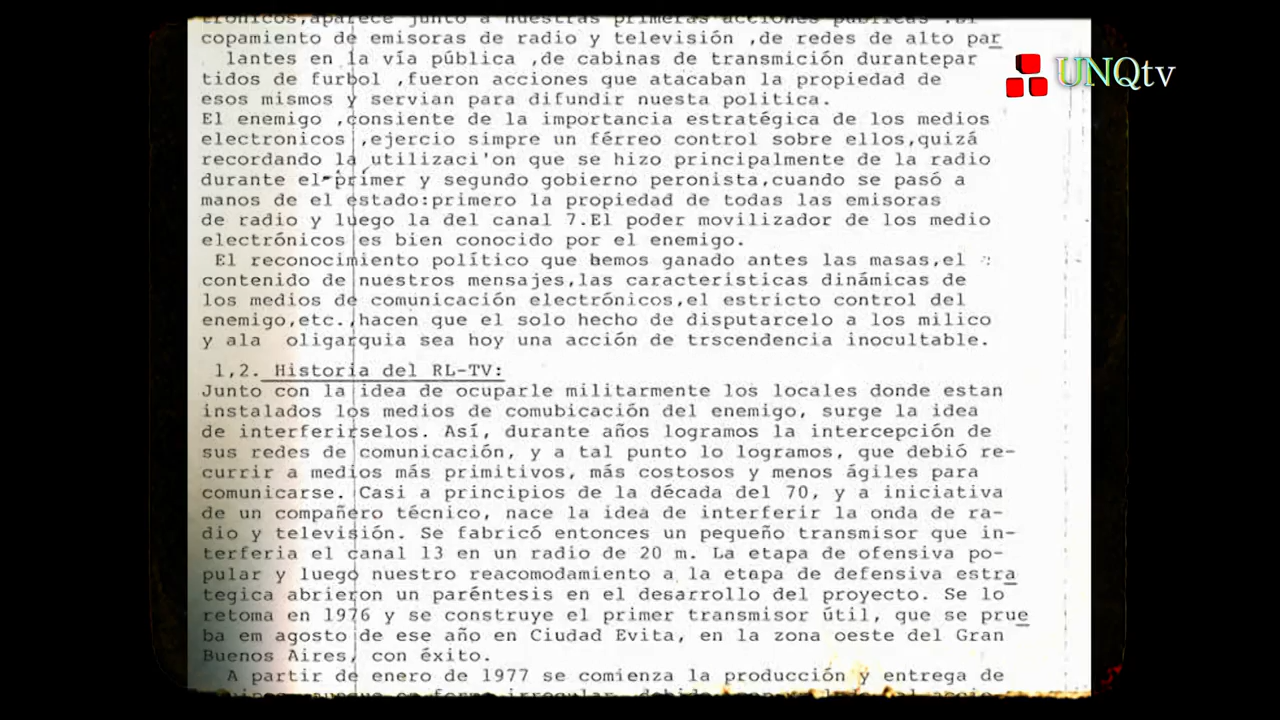 tronicos,aparece junto a nuestras primeras acciones publicas .El
copamiento de emisoras de radio y televisión ,de redes de alto par
lantes en la vía pública ,de cabinas de transmición durantepar
tidos de furbol ,fueron acciones que atacaban la propiedad de
esos mismos y servian para difundir nuesta politica.
El enemigo ,consiente de la importancia estratégica de los medios
electronicos ,ejercio simpre un férreo control sobre ellos,quizá
recordando la utilizaci'on que se hizo principalmente de la radio
durante el primer y segundo gobierno peronista,cuando se pasó a
manos de el estado:primero la propiedad de todas las emisoras
de radio y luego la del canal 7.El poder movilizador de los medio
electrónicos es bien conocido por el enemigo.
El reconocimiento político que hemos ganado antes las masas,el
contenido de nuestros mensajes,las caracteristicas dinámicas de
los medios de comunicación electrónicos,el estricto control del
enemigo,etc.,hacen que el solo hecho de disputarcelo a los milico
y ala oligarquia sea hoy una acción de trscendencia inocultable.
1,2. Historia del RL-TV:
Junto con la idea de ocuparle militarmente los locales donde estan
instalados los medios de comubicación del enemigo, surge la idea
de interferirselos. Así, durante años logramos la intercepción de
sus redes de comunicación, y a tal punto lo logramos, que debió re-
currir a medios más primitivos, más costosos y menos ágiles para
comunicarse. Casi a principios de la década del 70, y a iniciativa
de un compañero técnico, nace la idea de interferir la onda de ra-
dio y televisión. Se fabricó entonces un pequeño transmisor que in-
terferia el canal 13 en un radio de 20 m. La etapa de ofensiva po-
pular y luego nuestro reacomodamiento a la etapa de defensiva estra
tegica abrieron un paréntesis en el desarrollo del proyecto. Se lo
retoma en 1976 y se construye el primer transmisor útil, que se prue
ba em agosto de ese año en Ciudad Evita, en la zona oeste del Gran
Buenos Aires, con éxito.
A partir de enero de 1977 se comienza la producción y entrega de
UNQtv